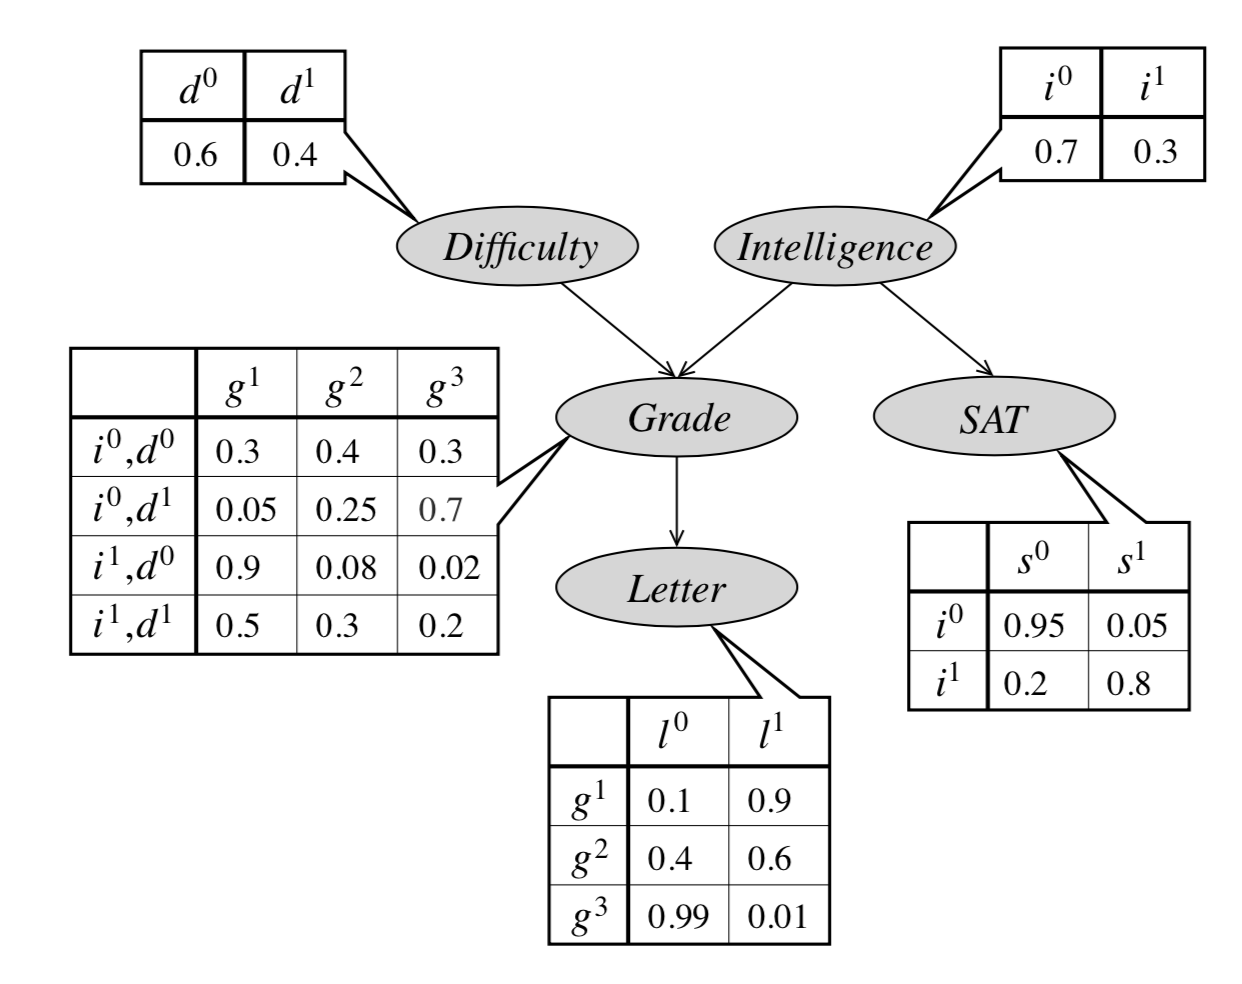 d⁰ d¹
0.6 0.4
i⁰ i¹
0.7 0.3
Difficulty
Intelligence
g¹ g² g³
i⁰,d⁰ 0.3 0.4 0.3
i⁰,d¹ 0.05 0.25 0.7
i¹,d⁰ 0.9 0.08 0.02
i¹,d¹ 0.5 0.3 0.2
Grade
SAT
s⁰ s¹
i⁰ 0.95 0.05
i¹ 0.2 0.8
Letter
l⁰ l¹
g¹ 0.1 0.9
g² 0.4 0.6
g³ 0.99 0.01